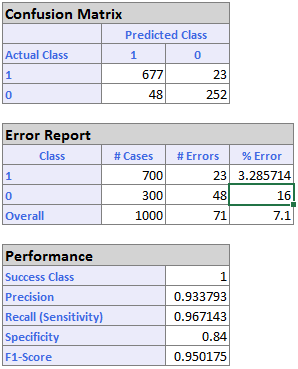 Confusion Matrix
Predicted Class
Actual Class 1 0
1 677 23
0 48 252
Error Report
Class # Cases # Errors % Error
1 700 23 3.285714
0 300 48 16
Overall 1000 71 7.1
Performance
Success Class 1
Precision 0.933793
Recall (Sensitivity) 0.967143
Specificity 0.84
F1-Score 0.950175